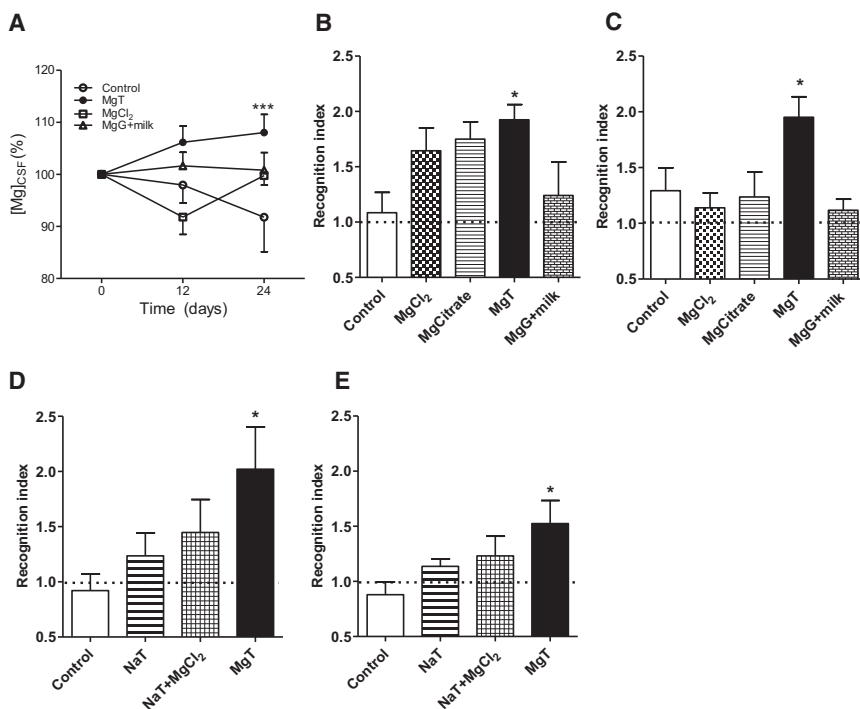 A
120
110
100
90
80
[Mg]CSF (%)
Control
MgT
MgCl₂
MgG+milk
***
0 12 24
Time (days)
B
2.5
2.0
1.5
1.0
0.5
Recognition index
*
Control MgCl₂ MgCitrate MgT MgG+milk
C
2.5
2.0
1.5
1.0
0.5
Recognition index
*
Control MgCl₂ MgCitrate MgT MgG+milk
D
2.5
2.0
1.5
1.0
0.5
Recognition index
*
Control NaT NaT+MgCl₂ MgT
E
2.5
2.0
1.5
1.0
0.5
Recognition index
*
Control NaT NaT+MgCl₂ MgT